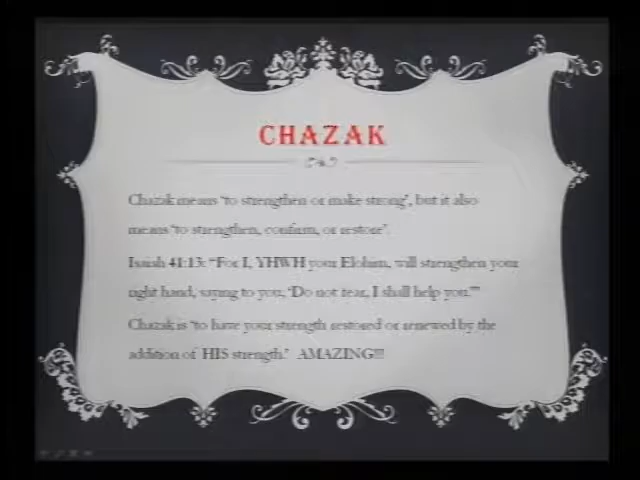 CHAZAK
Chazak means 'to strengthen or make strong', but it also
means 'to strengthen, confirm, or restore'.
Isaiah 41:13: "For I, YHWH your Elohim, will strengthen your
right hand, saying to you, 'Do not fear, I shall help you.'"
Chazak is 'to have your strength restored or renewed by the
addition of HIS strength.' AMAZING!!!